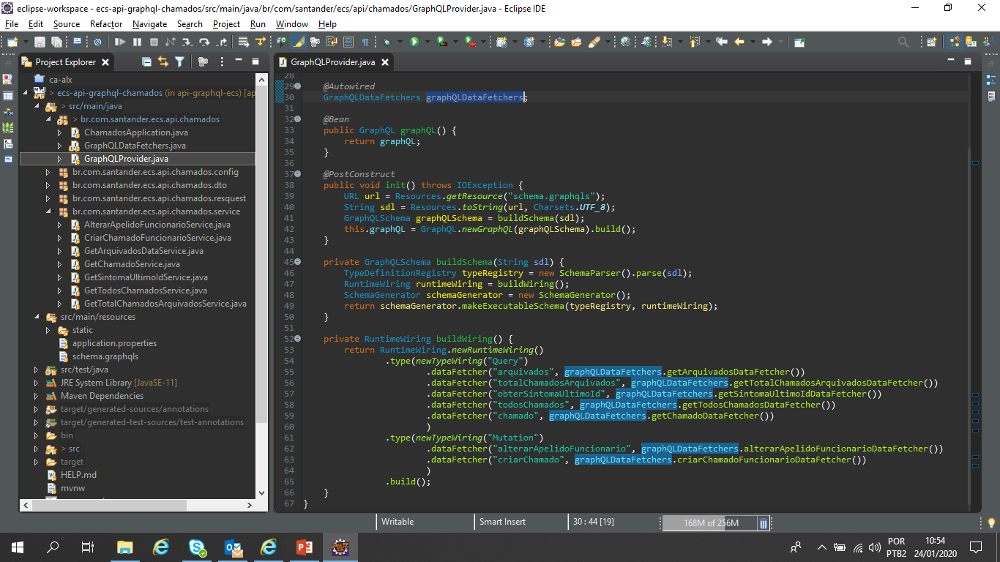 eclipse-workspace - ecs-api-graphql-chamados/src/main/java/br/com/santander/ecs/api/chamados/GraphQLProvider.java - Eclipse IDE
File Edit Source Refactor Navigate Search Project Run Window Help
Project Explorer
ca-alx
> ecs-api-graphql-chamados (in api-graphql-ecs) [ap
> src/main/java
> br.com.santander.ecs.api.chamados
ChamadosApplication.java
GraphQLDataFetchers.java
GraphQLProvider.java
br.com.santander.ecs.api.chamados.config
br.com.santander.ecs.api.chamados.dto
br.com.santander.ecs.api.chamados.resquest
br.com.santander.ecs.api.chamados.service
AlterarApelidoFuncionarioService.java
CriarChamadoFuncionarioService.java
GetArquivadosDataService.java
GetChamadoService.java
GetSintomaUltimoIdService.java
GetTodosChamadosService.java
GetTotalChamadosArquivadosService.java
src/main/resources
static
application.properties
schema.graphqls
src/test/java
JRE System Library [JavaSE-11]
Maven Dependencies
target/generated-sources/annotations
target/generated-test-sources/test-annotations
bin
> src
target
HELP.md
mvnw
GraphQLProvider.java
28
29 @Autowired
30 GraphQLDataFetchers graphQLDataFetchers;
31
32 @Bean
33 public GraphQL graphQL() {
34 return graphQL;
35 }
36
37 @PostConstruct
38 public void init() throws IOException {
39 URL url = Resources.getResource("schema.graphqls");
40 String sdl = Resources.toString(url, Charsets.UTF_8);
41 GraphQLSchema graphQLSchema = buildSchema(sdl);
42 this.graphQL = GraphQL.newGraphQL(graphQLSchema).build();
43 }
44
45 private GraphQLSchema buildSchema(String sdl) {
46 TypeDefinitionRegistry typeRegistry = new SchemaParser().parse(sdl);
47 RuntimeWiring runtimeWiring = buildWiring();
48 SchemaGenerator schemaGenerator = new SchemaGenerator();
49 return schemaGenerator.makeExecutableSchema(typeRegistry, runtimeWiring);
50 }
51
52 private RuntimeWiring buildWiring() {
53 return RuntimeWiring.newRuntimeWiring()
54 .type(newTypeWiring("Query")
55 .dataFetcher("arquivados", graphQLDataFetchers.getArquivadosDataFetcher())
56 .dataFetcher("totalChamadosArquivados", graphQLDataFetchers.getTotalChamadosArquivadosDataFetcher())
57 .dataFetcher("obterSintomaUltimoId", graphQLDataFetchers.getSintomaUltimoIdDataFetcher())
58 .dataFetcher("todosChamados", graphQLDataFetchers.getTodosChamadosDataFetcher())
59 .dataFetcher("chamado", graphQLDataFetchers.getChamadoDataFetcher())
60 )
61 .type(newTypeWiring("Mutation")
62 .dataFetcher("alterarApelidoFuncionario", graphQLDataFetchers.alterarApelidoFuncionarioDataFetcher())
63 .dataFetcher("criarChamado", graphQLDataFetchers.criarChamadoFuncionarioDataFetcher())
64 )
65 .build();
66 }
67 }
Writable Smart Insert 30 : 44 [19] 168M of 256M
POR 10:54
PTB2 24/01/2020